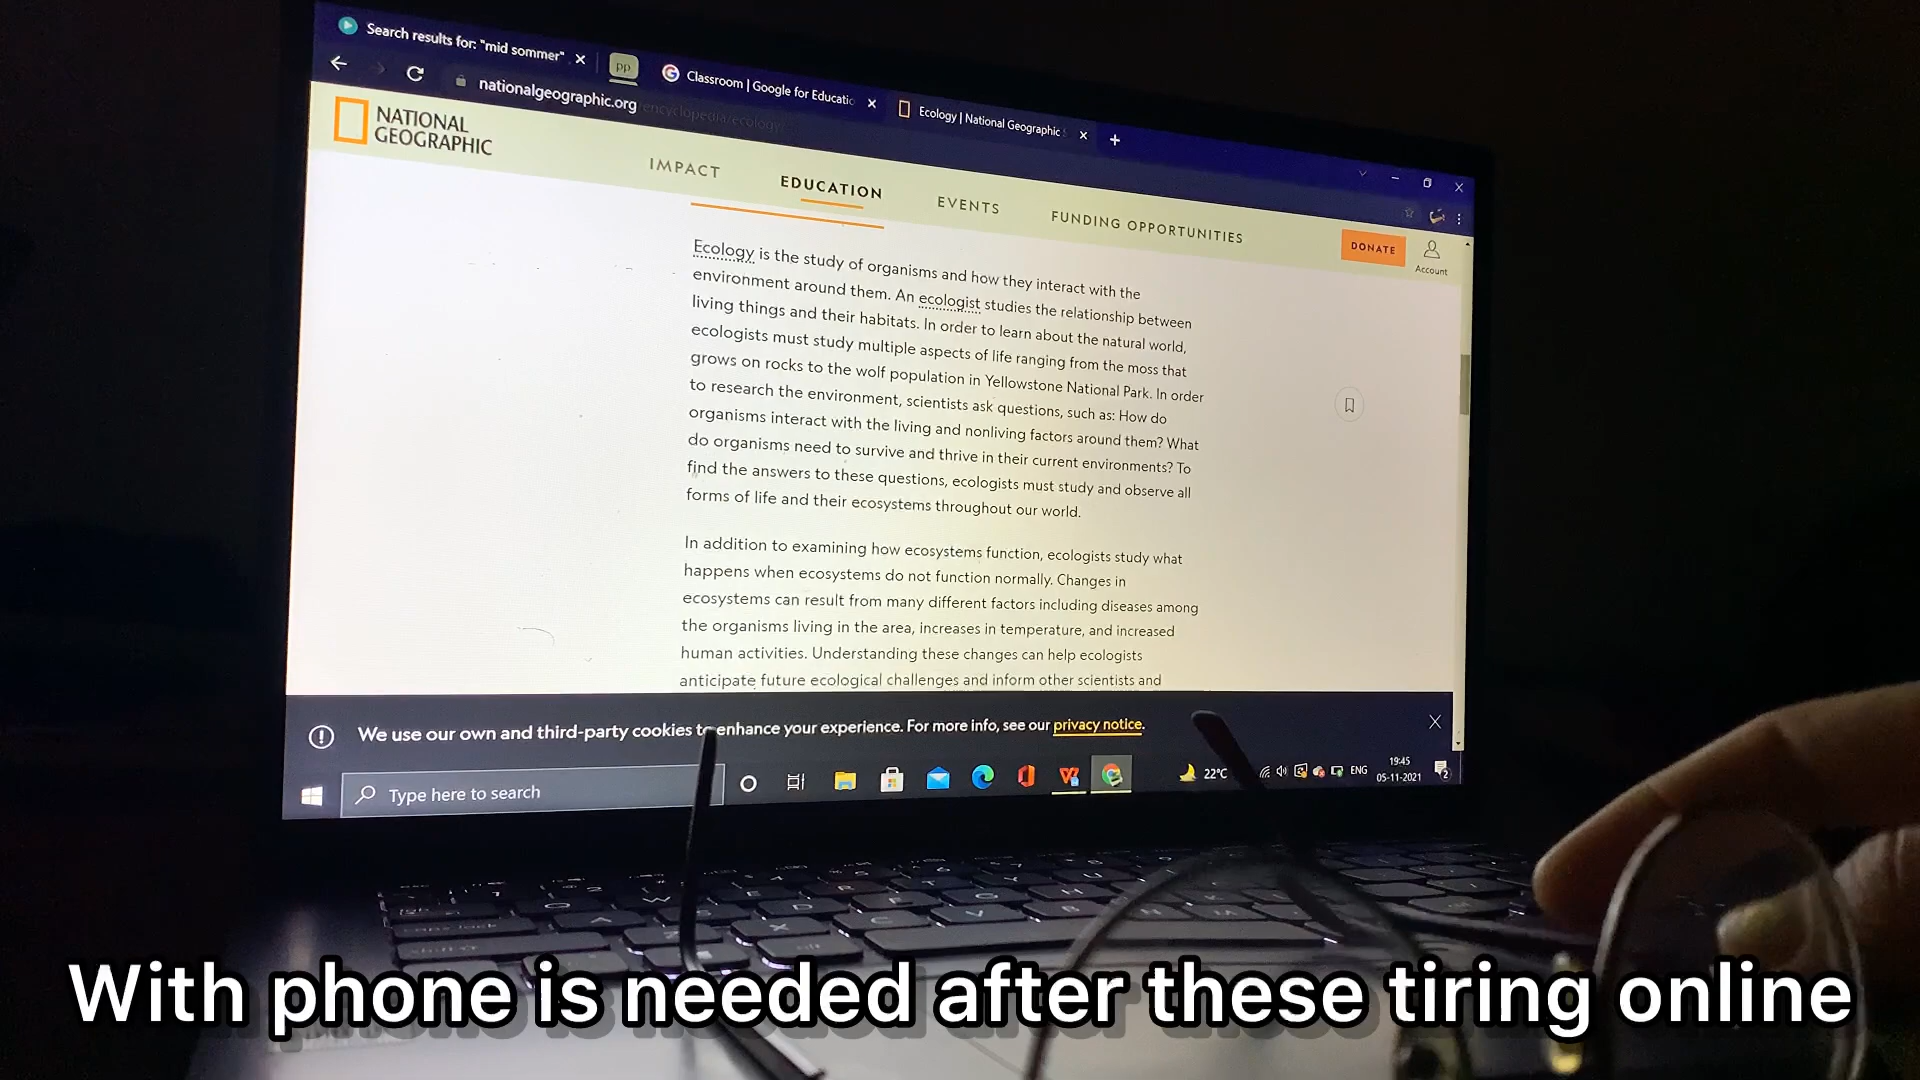 Search results for: "mid sommer"
pp
Classroom | Google for Educatio
Ecology | National Geographic S
nationalgeographic.org/encyclopedia/ecology/
NATIONAL
GEOGRAPHIC
IMPACT
EDUCATION
EVENTS
FUNDING OPPORTUNITIES
DONATE
Account
Ecology is the study of organisms and how they interact with the
environment around them. An ecologist studies the relationship between
living things and their habitats. In order to learn about the natural world,
ecologists must study multiple aspects of life ranging from the moss that
grows on rocks to the wolf population in Yellowstone National Park. In order
to research the environment, scientists ask questions, such as: How do
organisms interact with the living and nonliving factors around them? What
do organisms need to survive and thrive in their current environments? To
find the answers to these questions, ecologists must study and observe all
forms of life and their ecosystems throughout our world.
In addition to examining how ecosystems function, ecologists study what
happens when ecosystems do not function normally. Changes in
ecosystems can result from many different factors including diseases among
the organisms living in the area, increases in temperature, and increased
human activities. Understanding these changes can help ecologists
anticipate future ecological challenges and inform other scientists and
We use our own and third-party cookies to enhance your experience. For more info, see our privacy notice.
Type here to search
22°C
ENG
19:45
05-11-2021
2
With phone is needed after these tiring online